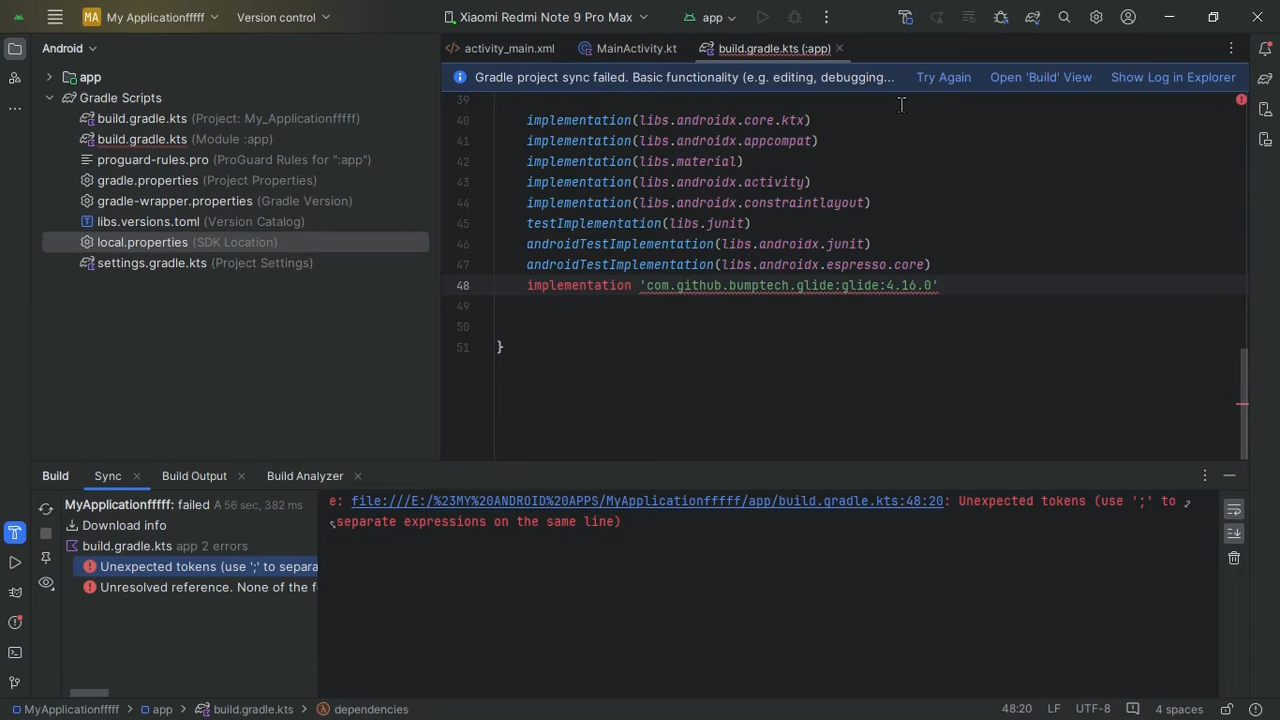 MA My Applicationfffff Version control Xiaomi Redmi Note 9 Pro Max app
Android
app
Gradle Scripts
build.gradle.kts (Project: My_Applicationfffff)
build.gradle.kts (Module :app)
proguard-rules.pro (ProGuard Rules for ":app")
gradle.properties (Project Properties)
gradle-wrapper.properties (Gradle Version)
libs.versions.toml (Version Catalog)
local.properties (SDK Location)
settings.gradle.kts (Project Settings)
activity_main.xml MainActivity.kt build.gradle.kts (:app)
Gradle project sync failed. Basic functionality (e.g. editing, debugging... Try Again Open 'Build' View Show Log in Explorer
39
40 implementation(libs.androidx.core.ktx)
41 implementation(libs.androidx.appcompat)
42 implementation(libs.material)
43 implementation(libs.androidx.activity)
44 implementation(libs.androidx.constraintlayout)
45 testImplementation(libs.junit)
46 androidTestImplementation(libs.androidx.junit)
47 androidTestImplementation(libs.androidx.espresso.core)
48 implementation 'com.github.bumptech.glide:glide:4.16.0'
49
50
51 }
Build Sync Build Output Build Analyzer
MyApplicationfffff: failed A 56 sec, 382 ms
Download info
build.gradle.kts app 2 errors
Unexpected tokens (use ';' to separa
Unresolved reference. None of the f
e: file:///E:/%23MY%20ANDROID%20APPS/MyApplicationfffff/app/build.gradle.kts:48:20: Unexpected tokens (use ';' to
separate expressions on the same line)
MyApplicationfffff app build.gradle.kts dependencies 48:20 LF UTF-8 4 spaces